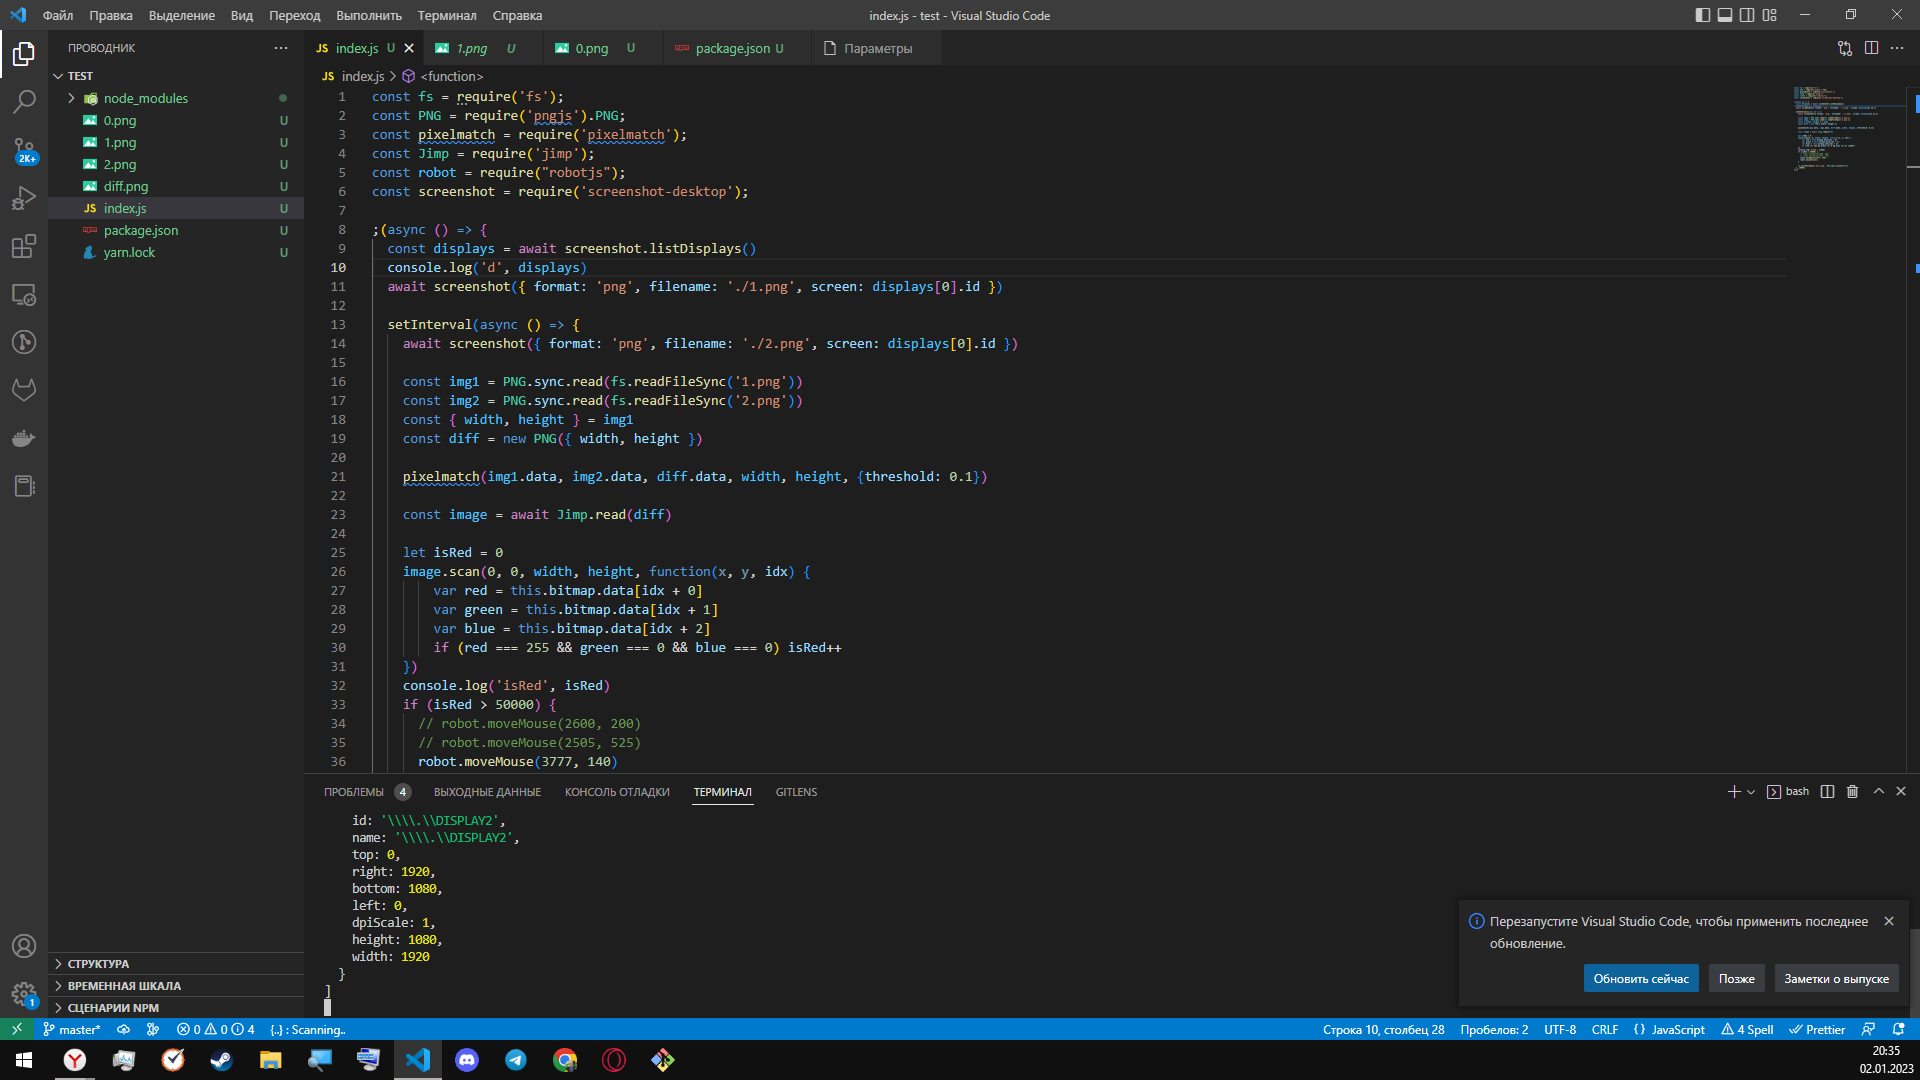 Файл Правка Выделение Вид Переход Выполнить Терминал Справка
index.js - test - Visual Studio Code
ПРОВОДНИК
TEST
node_modules
0.png U
1.png U
2.png U
diff.png U
index.js U
package.json U
yarn.lock U
СТРУКТУРА
ВРЕМЕННАЯ ШКАЛА
СЦЕНАРИИ NPM
2K+
1
JS index.js U
1.png U
0.png U
package.json U
Параметры
JS index.js > <function>
1 const fs = require('fs');
2 const PNG = require('pngjs').PNG;
3 const pixelmatch = require('pixelmatch');
4 const Jimp = require('jimp');
5 const robot = require("robotjs");
6 const screenshot = require('screenshot-desktop');
7
8 ;(async () => {
9 const displays = await screenshot.listDisplays()
10 console.log('d', displays)
11 await screenshot({ format: 'png', filename: './1.png', screen: displays[0].id })
12
13 setInterval(async () => {
14 await screenshot({ format: 'png', filename: './2.png', screen: displays[0].id })
15
16 const img1 = PNG.sync.read(fs.readFileSync('1.png'))
17 const img2 = PNG.sync.read(fs.readFileSync('2.png'))
18 const { width, height } = img1
19 const diff = new PNG({ width, height })
20
21 pixelmatch(img1.data, img2.data, diff.data, width, height, {threshold: 0.1})
22
23 const image = await Jimp.read(diff)
24
25 let isRed = 0
26 image.scan(0, 0, width, height, function(x, y, idx) {
27 var red = this.bitmap.data[idx + 0]
28 var green = this.bitmap.data[idx + 1]
29 var blue = this.bitmap.data[idx + 2]
30 if (red === 255 && green === 0 && blue === 0) isRed++
31 })
32 console.log('isRed', isRed)
33 if (isRed > 50000) {
34 // robot.moveMouse(2600, 200)
35 // robot.moveMouse(2505, 525)
36 robot.moveMouse(3777, 140)
ПРОБЛЕМЫ 4 ВЫХОДНЫЕ ДАННЫЕ КОНСОЛЬ ОТЛАДКИ ТЕРМИНАЛ GITLENS
bash
id: '\\\\.\\DISPLAY2',
name: '\\\\.\\DISPLAY2',
top: 0,
right: 1920,
bottom: 1080,
left: 0,
dpiScale: 1,
height: 1080,
width: 1920
}
]
Перезапустите Visual Studio Code, чтобы применить последнее
обновление.
Обновить сейчас Позже Заметки о выпуске
master* 0 0 4 {..} : Scanning..
Строка 10, столбец 28 Пробелов: 2 UTF-8 CRLF {} JavaScript 4 Spell Prettier
20:35
02.01.2023